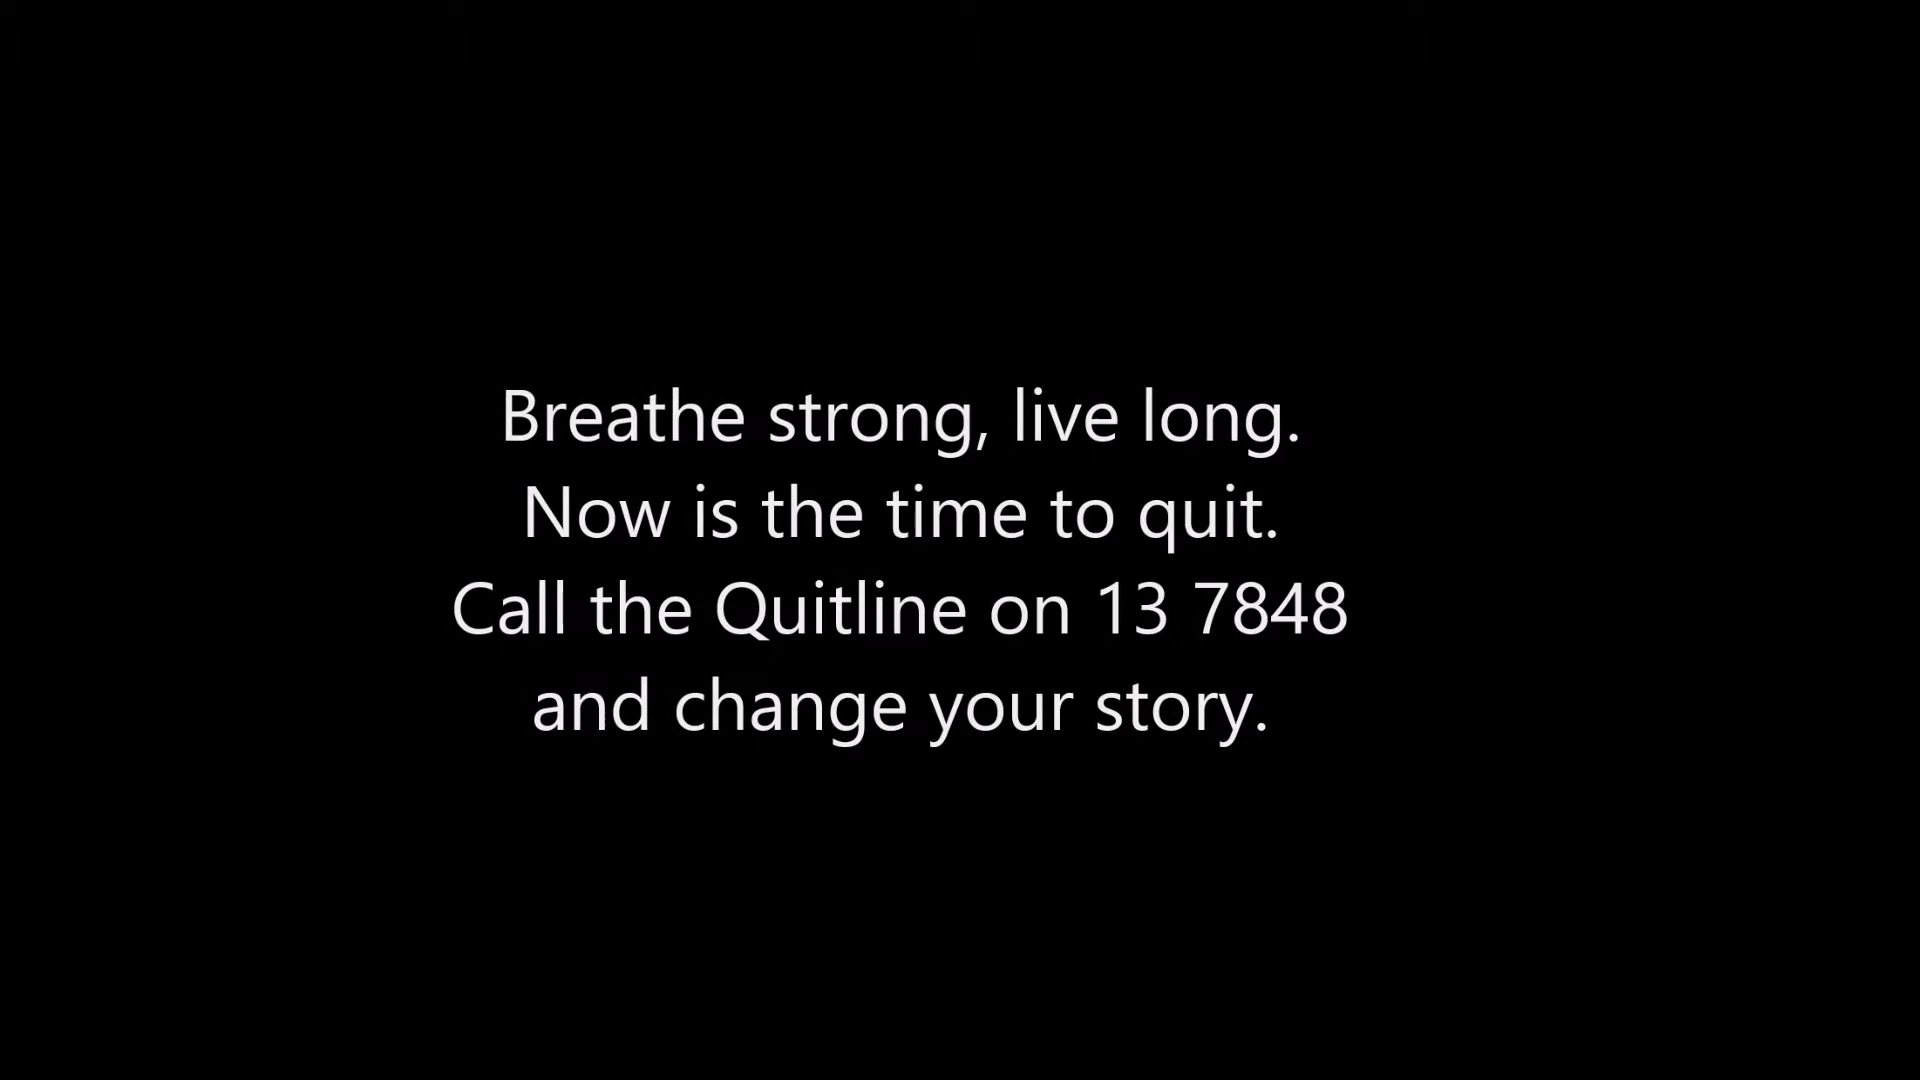 Breathe strong, live long.
Now is the time to quit.
Call the Quitline on 13 7848
and change your story.